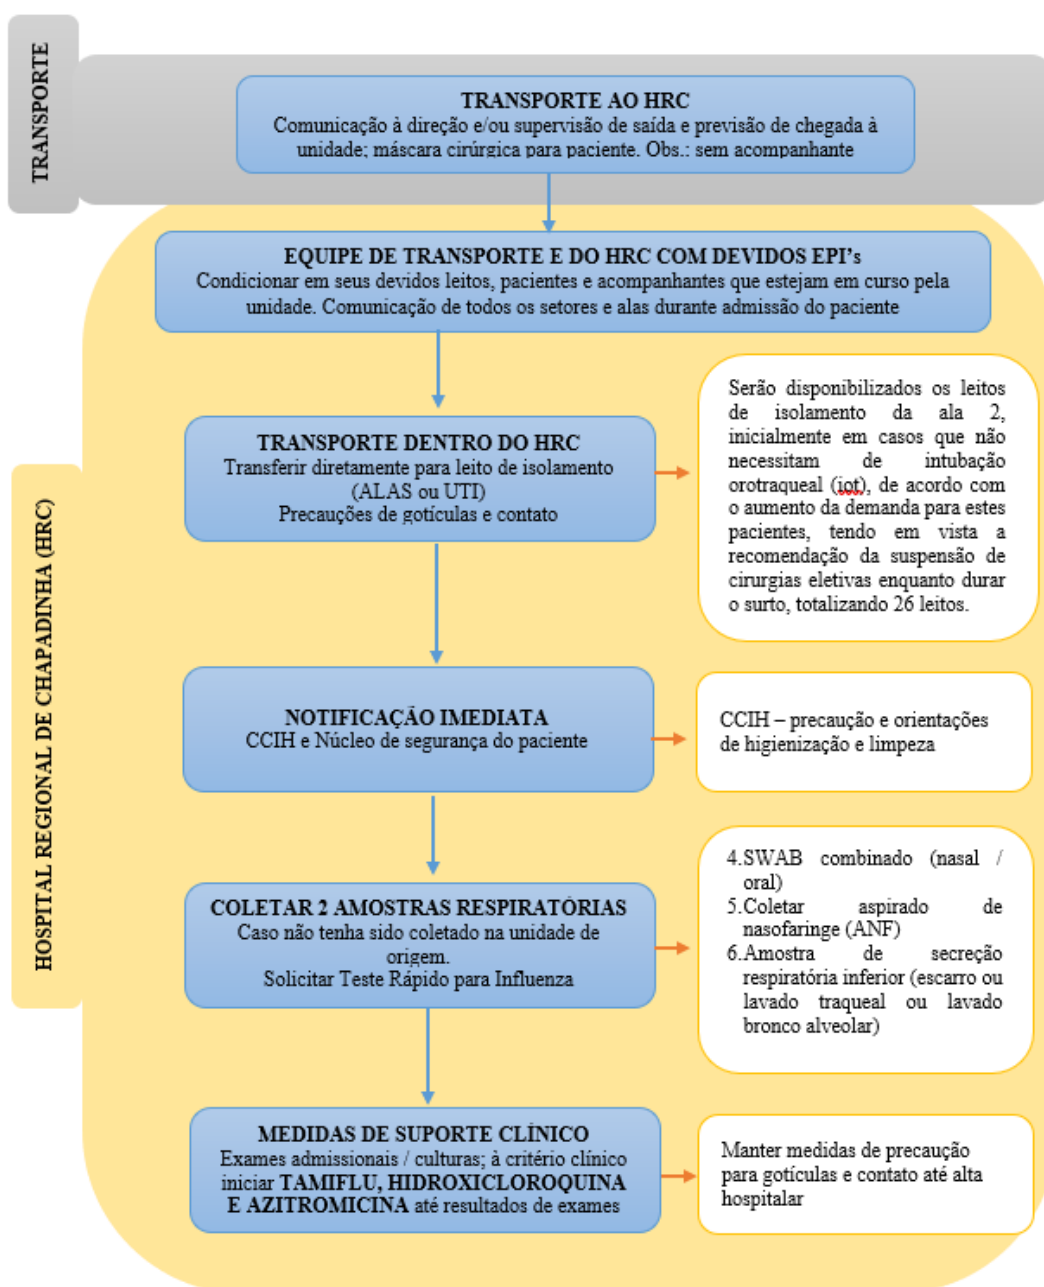 TRANSPORTE
TRANSPORTE AO HRC
Comunicação à direção e/ou supervisão de saída e previsão de chegada à
unidade; máscara cirúrgica para paciente. Obs.: sem acompanhante
HOSPITAL REGIONAL DE CHAPADINHA (HRC)
EQUIPE DE TRANSPORTE E DO HRC COM DEVIDOS EPI’s
Condicionar em seus devidos leitos, pacientes e acompanhantes que estejam em curso pela
unidade. Comunicação de todos os setores e alas durante admissão do paciente
TRANSPORTE DENTRO DO HRC
Transferir diretamente para leito de isolamento
(ALAS ou UTI)
Precauções de gotículas e contato
Serão disponibilizados os leitos
de isolamento da ala 2,
inicialmente em casos que não
necessitam de intubação
orotraqueal (iot), de acordo com
o aumento da demanda para estes
pacientes, tendo em vista a
recomendação da suspensão de
cirurgias eletivas enquanto durar
o surto, totalizando 26 leitos.
NOTIFICAÇÃO IMEDIATA
CCIH e Núcleo de segurança do paciente
CCIH – precaução e orientações
de higienização e limpeza
COLETAR 2 AMOSTRAS RESPIRATÓRIAS
Caso não tenha sido coletado na unidade de
origem.
Solicitar Teste Rápido para Influenza
4.SWAB combinado (nasal /
oral)
5.Coletar aspirado de
nasofaringe (ANF)
6.Amostra de secreção
respiratória inferior (escarro ou
lavado traqueal ou lavado
bronco alveolar)
MEDIDAS DE SUPORTE CLÍNICO
Exames admissionais / culturas; à critério clínico
iniciar TAMIFLU, HIDROXICLOROQUINA
E AZITROMICINA até resultados de exames
Manter medidas de precaução
para gotículas e contato até alta
hospitalar